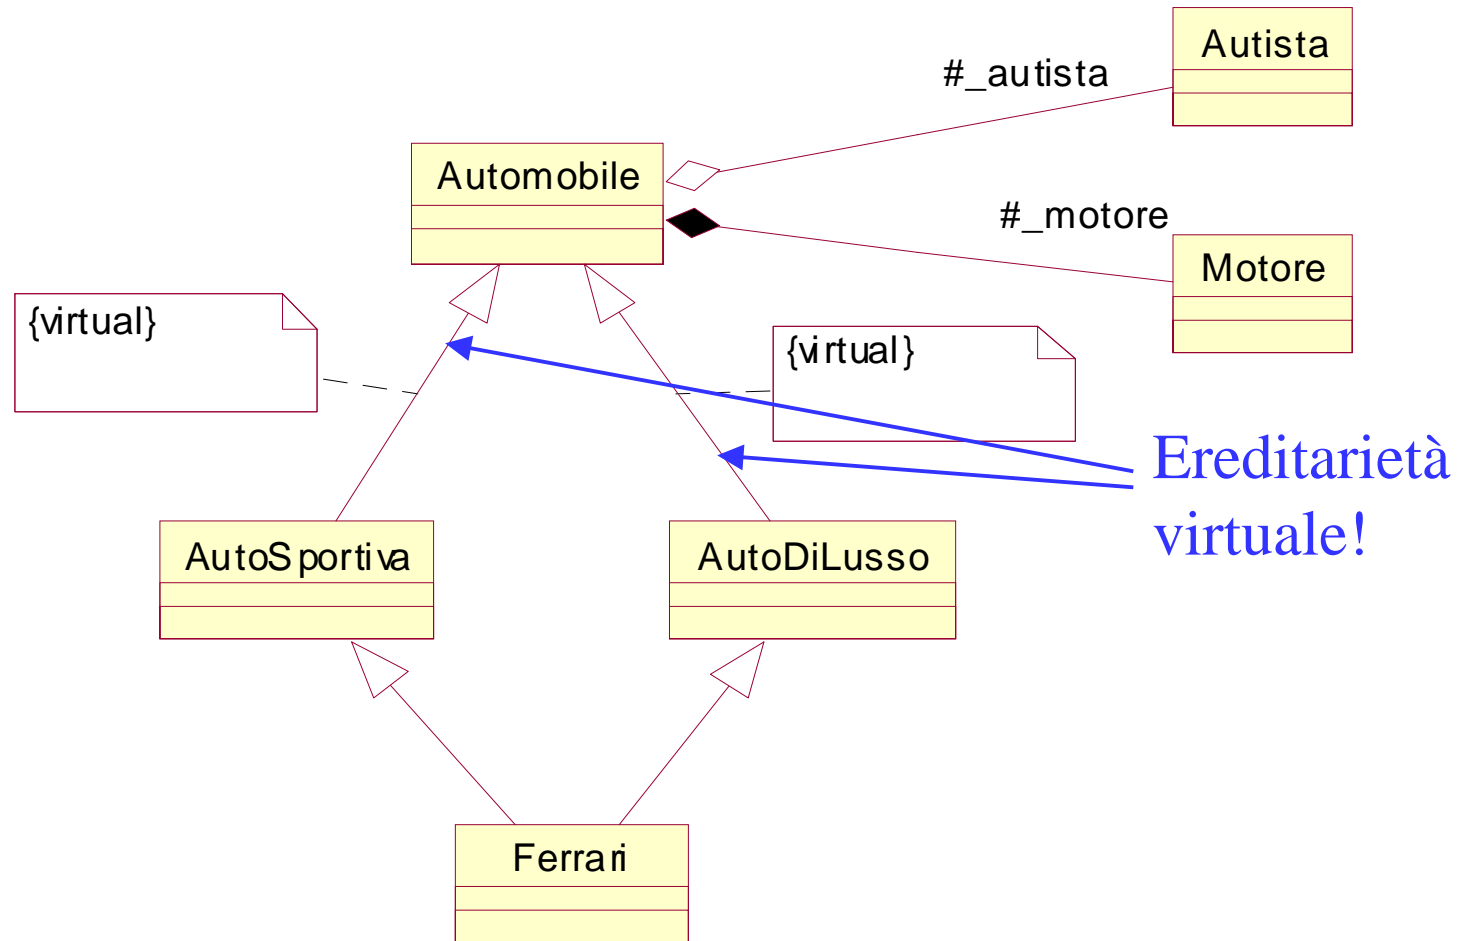 Autista
#_autista
Automobile
#_motore
Motore
{virtual}
{virtual}
Ereditarietà
virtuale!
AutoSportiva
AutoDiLusso
Ferrari